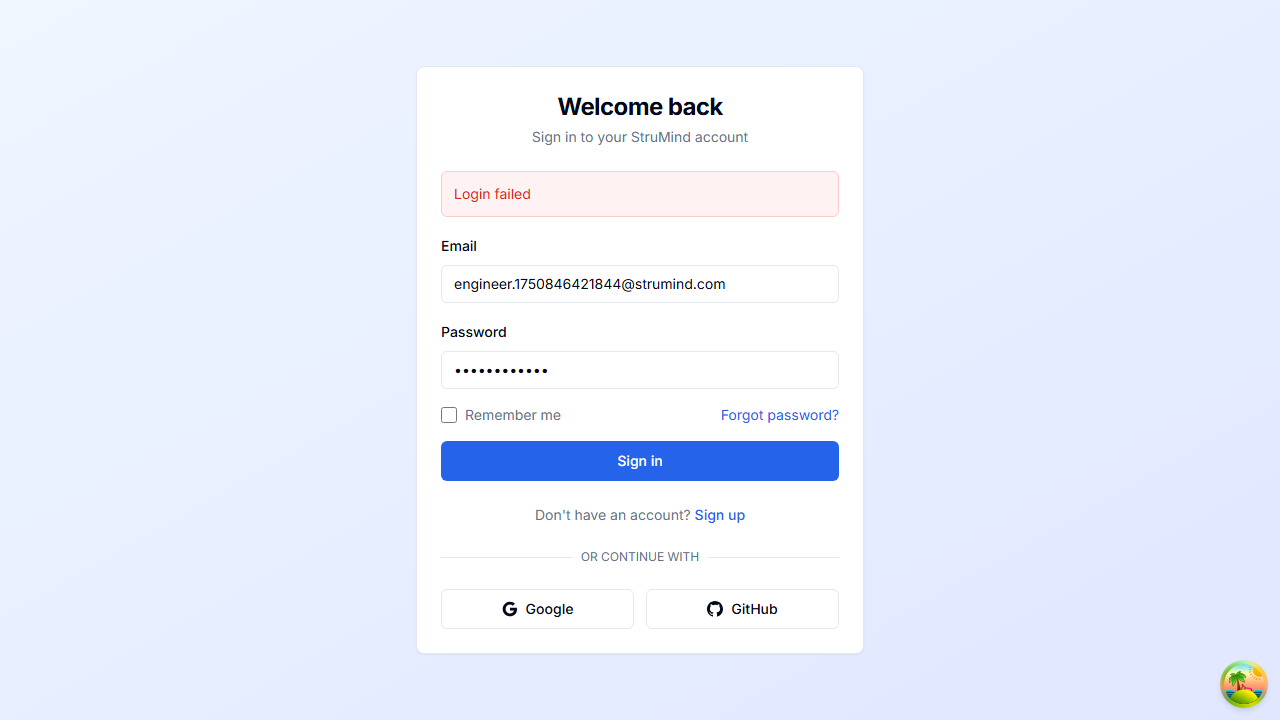 Welcome back
Sign in to your StruMind account
Login failed
Email
engineer.1750846421844@strumind.com
Password
••••••••••••
Remember me
Forgot password?
Sign in
Don't have an account? Sign up
OR CONTINUE WITH
Google
GitHub